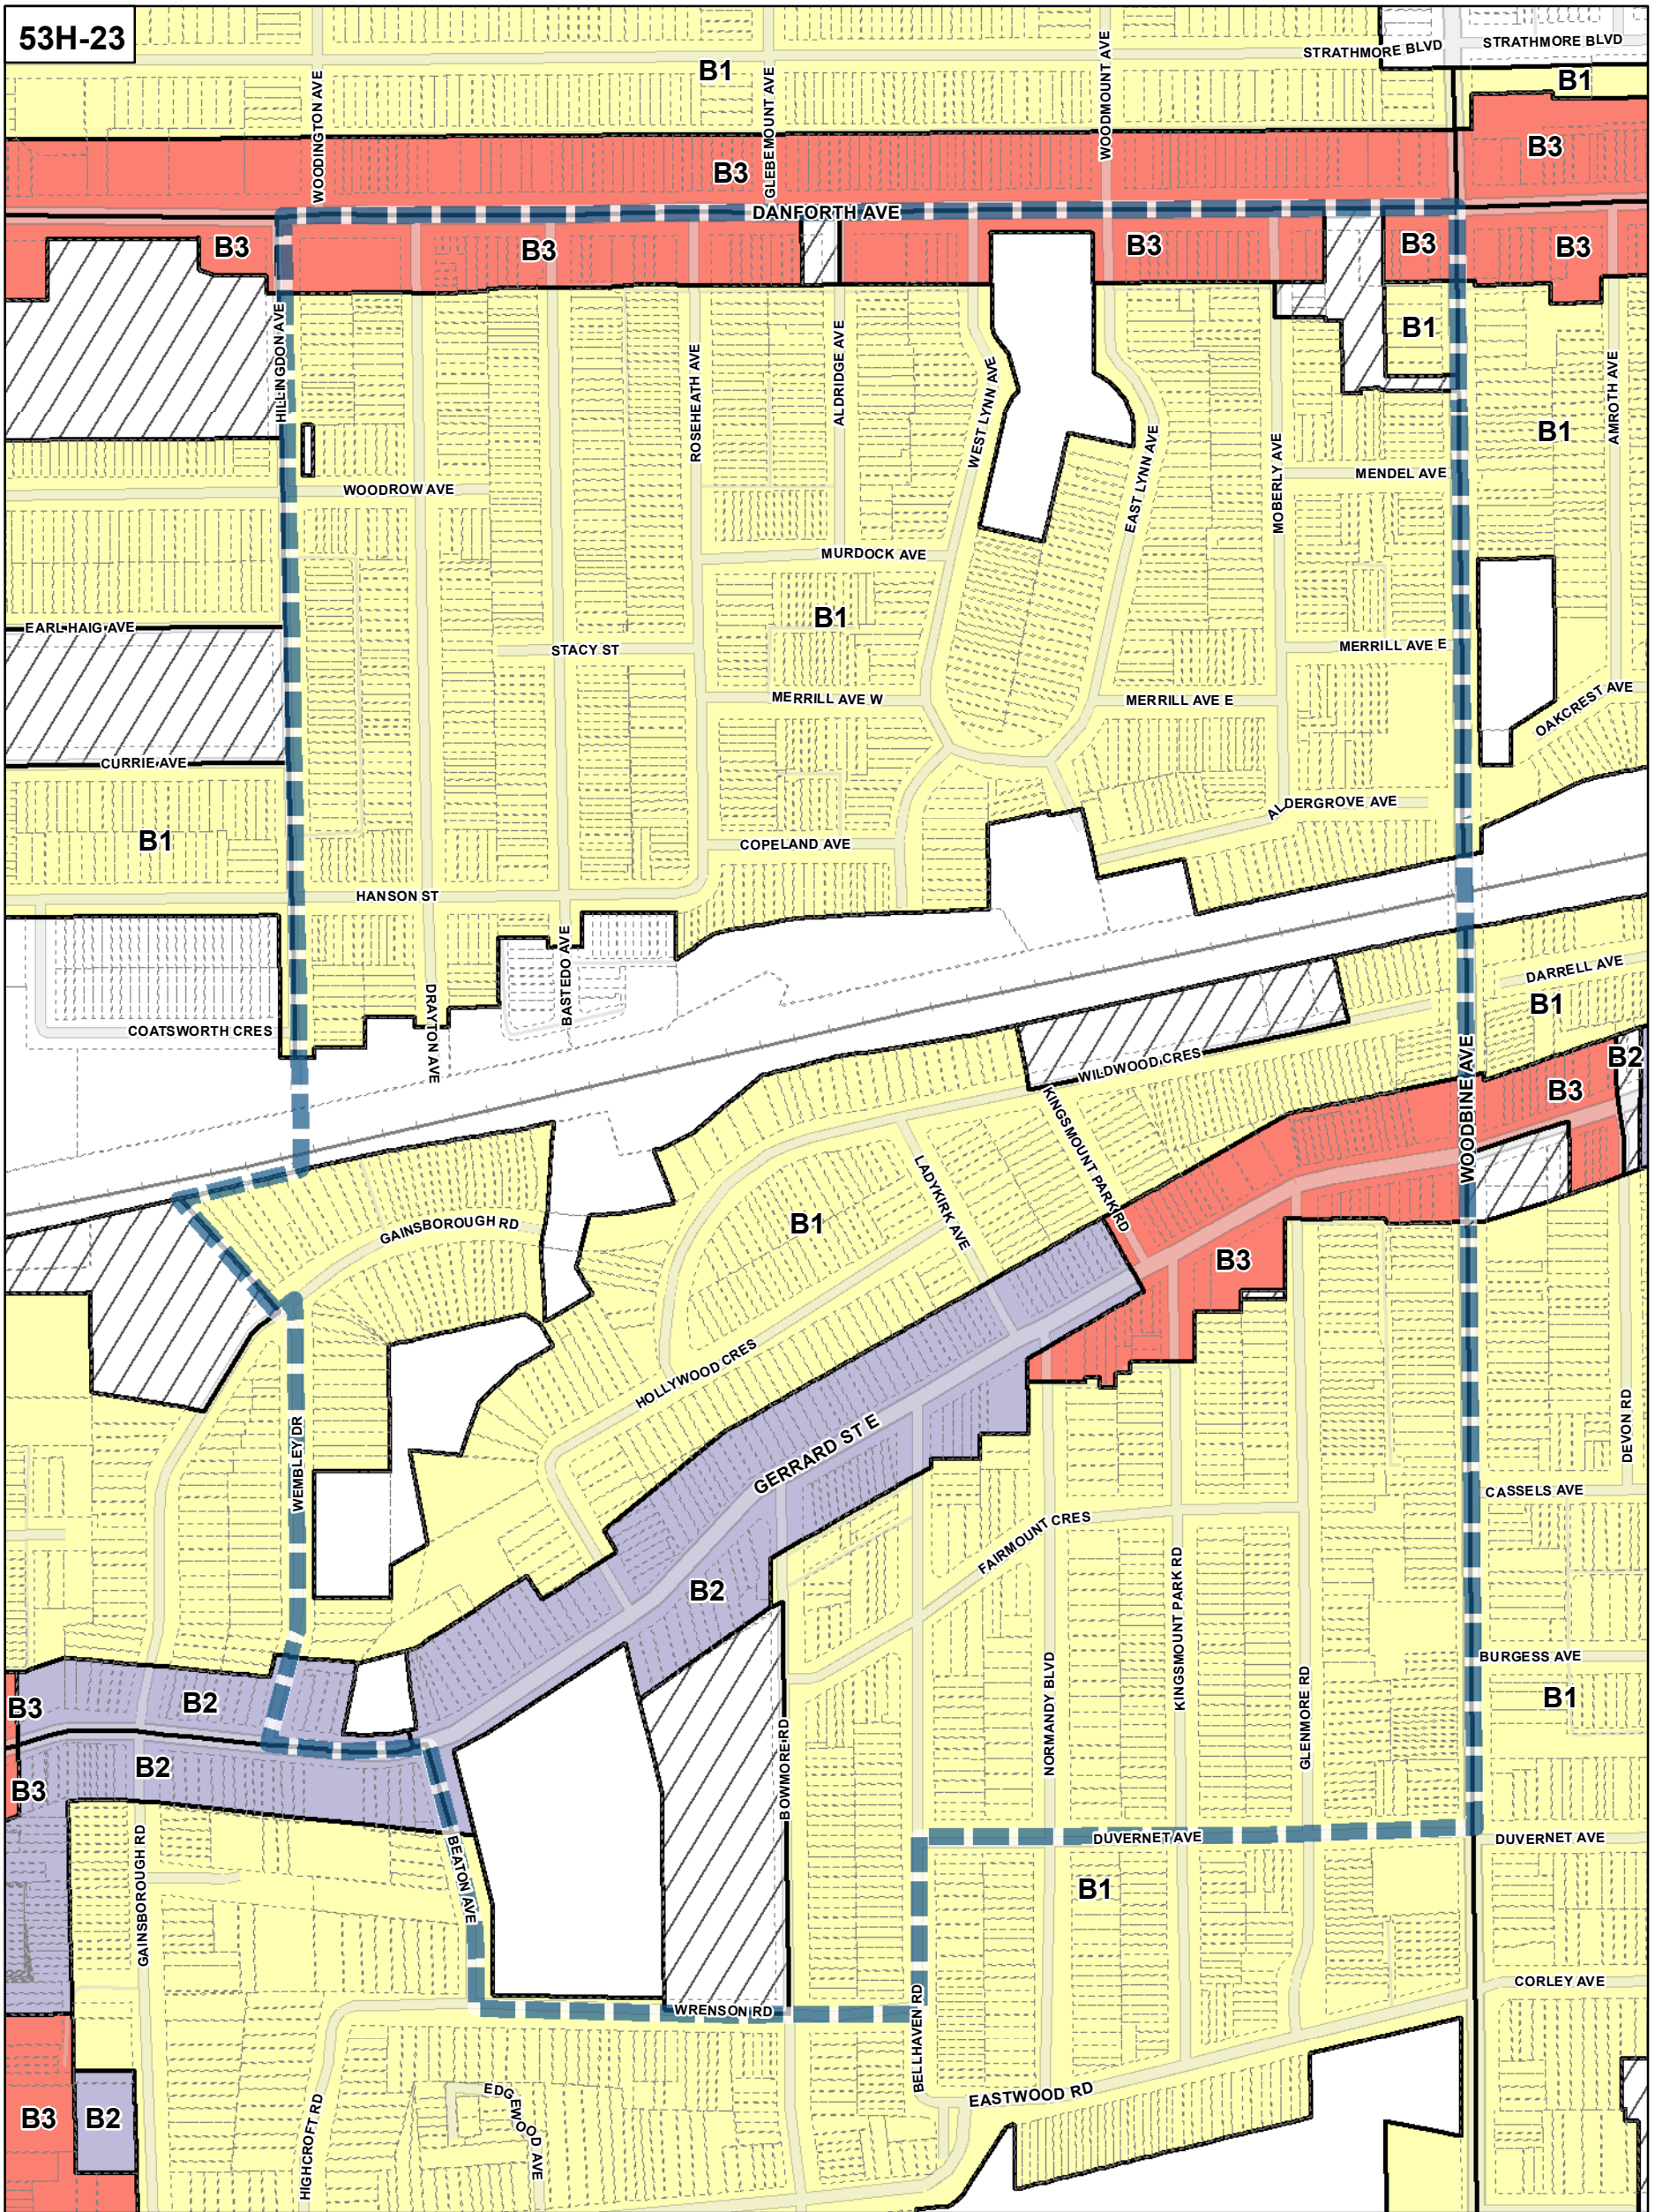 53H-23
STRATHMORE BLVD
STRATHMORE BLVD
B1
B1
WOODINGTON AVE
GLEBEMOUNT AVE
WOODMOUNT AVE
B3
B3
DANFORTH AVE
B3
B3
B3
B3
B3
HILLINGDON AVE
B1
ROSEHEATH AVE
ALDRIDGE AVE
WEST LYNN AVE
EAST LYNN AVE
MOBERLY AVE
AMROTH AVE
B1
MENDEL AVE
WOODROW AVE
MURDOCK AVE
B1
EARL HAIG AVE
STACY ST
MERRILL AVE E
MERRILL AVE W
MERRILL AVE E
OAKCREST AVE
CURRIE AVE
ALDERGROVE AVE
B1
COPELAND AVE
HANSON ST
BASTEDO AVE
DRAYTON AVE
COATSWORTH CRES
DARRELL AVE
B1
WILDWOOD CRES
B2
B3
WOODBINE AVE
KINGSMOUNT PARK RD
LADYKIRK AVE
GAINSBOROUGH RD
B1
B3
HOLLYWOOD CRES
WEMBLEY DR
GERRARD ST E
DEVON RD
CASSELS AVE
FAIRMOUNT CRES
B2
KINGSMOUNT PARK RD
NORMANDY BLVD
GLENMORE RD
BURGESS AVE
B1
B3
B2
B2
B3
BOWMORE RD
DUVERNET AVE
DUVERNET AVE
GAINSBOROUGH RD
BEATON AVE
B1
CORLEY AVE
WRENSON RD
BELLHAVEN RD
EASTWOOD RD
B3
B2
HIGHCROFT RD
EDGEWOOD AVE